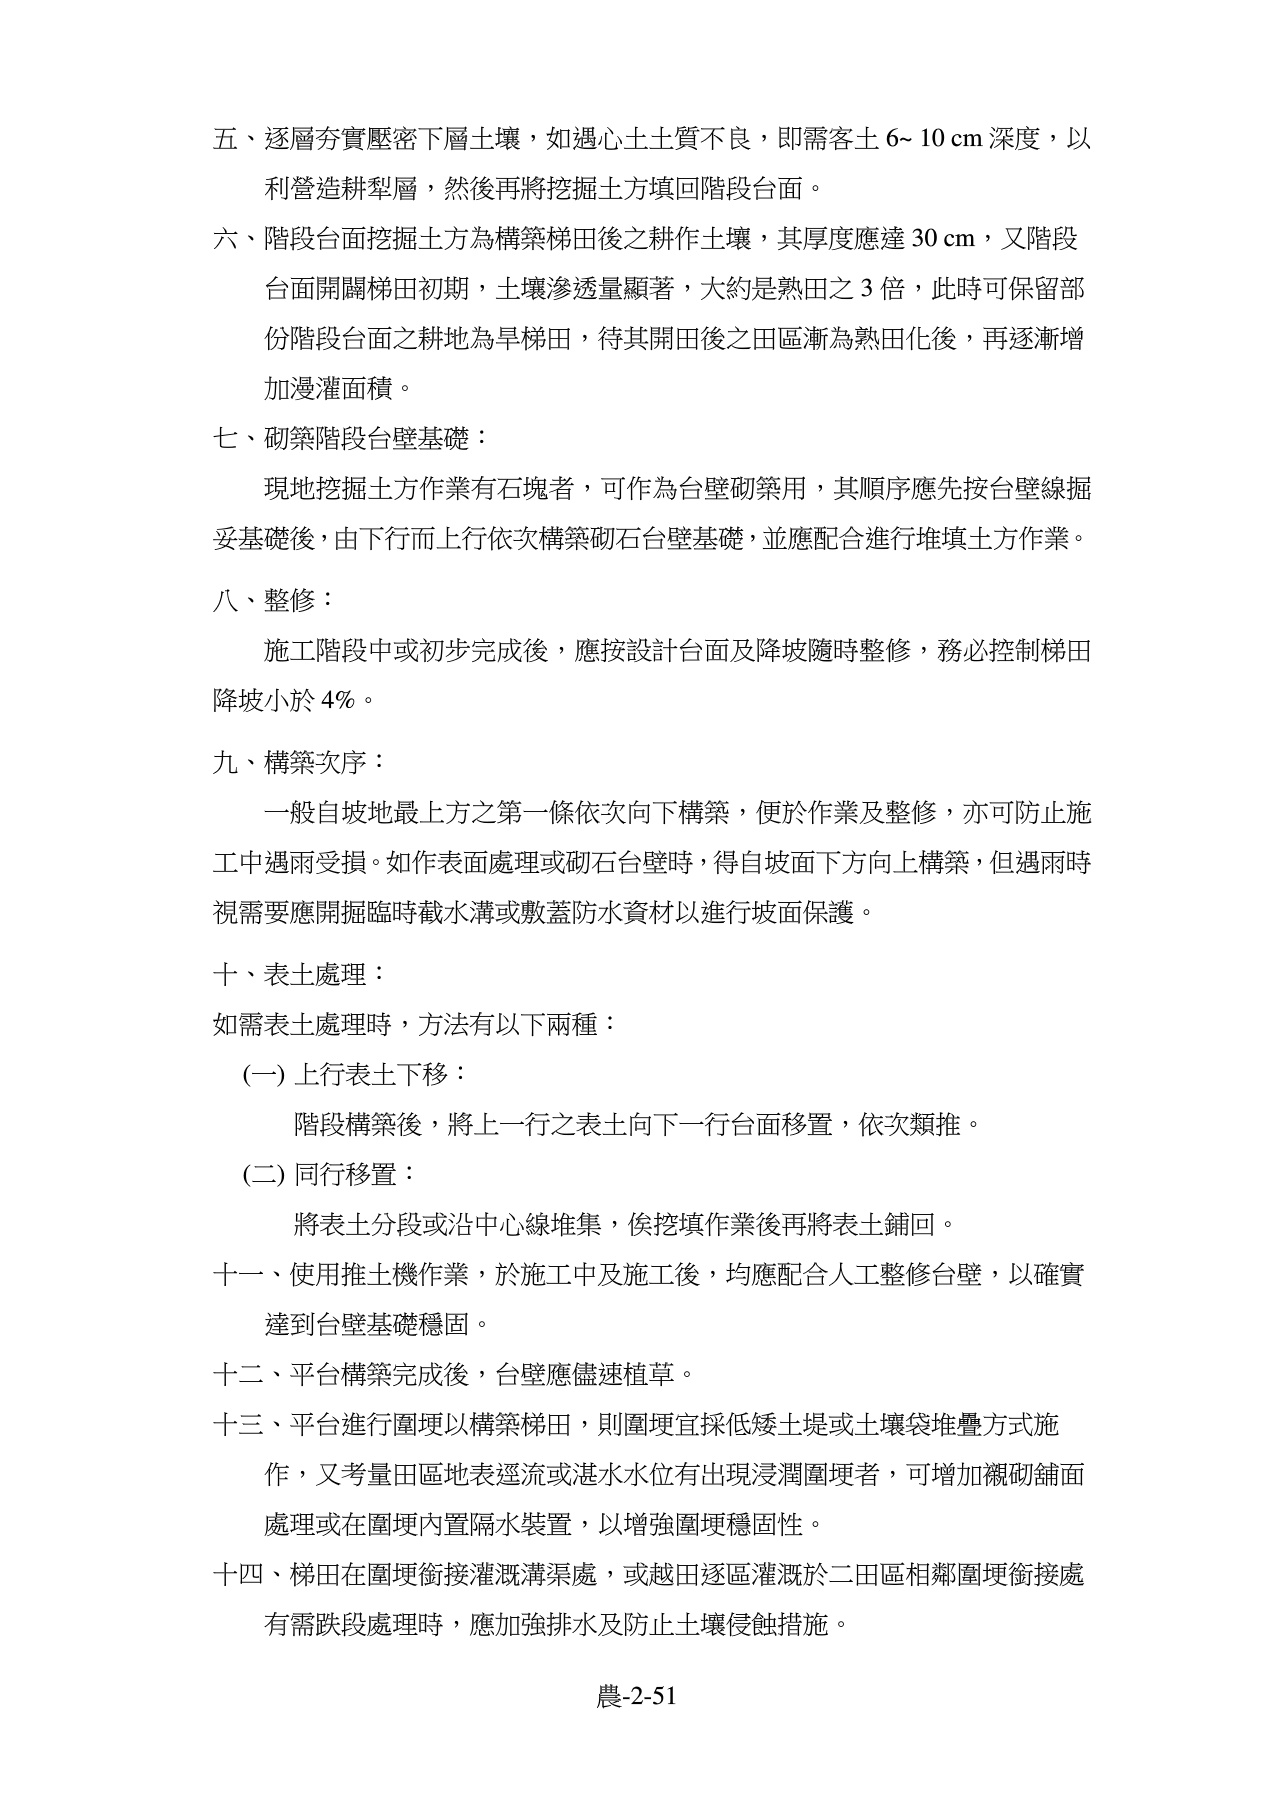 五、逐層夯實壓密下層土壤，如遇心土土質不良，即需客土 6~ 10 cm 深度，以
利營造耕犁層，然後再將挖掘土方填回階段台面。
六、階段台面挖掘土方為構築梯田後之耕作土壤，其厚度應達 30 cm，又階段
台面開闢梯田初期，土壤滲透量顯著，大約是熟田之 3 倍，此時可保留部
份階段台面之耕地為旱梯田，待其開田後之田區漸為熟田化後，再逐漸增
加漫灌面積。
七、砌築階段台壁基礎：
現地挖掘土方作業有石塊者，可作為台壁砌築用，其順序應先按台壁線掘
妥基礎後，由下行而上行依次構築砌石台壁基礎，並應配合進行堆填土方作業。
八、整修：
施工階段中或初步完成後，應按設計台面及降坡隨時整修，務必控制梯田
降坡小於 4%。
九、構築次序：
一般自坡地最上方之第一條依次向下構築，便於作業及整修，亦可防止施
工中遇雨受損。如作表面處理或砌石台壁時，得自坡面下方向上構築，但遇雨時
視需要應開掘臨時截水溝或敷蓋防水資材以進行坡面保護。
十、表土處理：
如需表土處理時，方法有以下兩種：
(一) 上行表土下移：
階段構築後，將上一行之表土向下一行台面移置，依次類推。
(二) 同行移置：
將表土分段或沿中心線堆集，俟挖填作業後再將表土鋪回。
十一、使用推土機作業，於施工中及施工後，均應配合人工整修台壁，以確實
達到台壁基礎穩固。
十二、平台構築完成後，台壁應儘速植草。
十三、平台進行圍埂以構築梯田，則圍埂宜採低矮土堤或土壤袋堆疊方式施
作，又考量田區地表逕流或湛水水位有出現浸潤圍埂者，可增加襯砌舖面
處理或在圍埂內置隔水裝置，以增強圍埂穩固性。
十四、梯田在圍埂銜接灌溉溝渠處，或越田逐區灌溉於二田區相鄰圍埂銜接處
有需跌段處理時，應加強排水及防止土壤侵蝕措施。
農-2-51